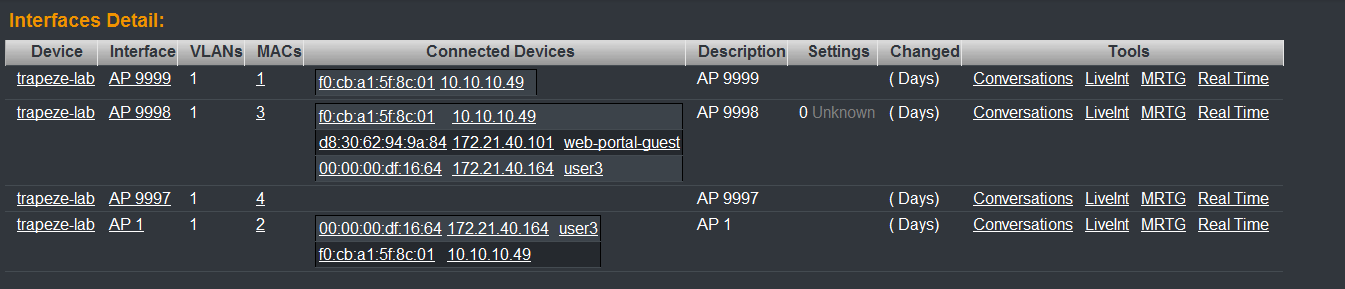 Interfaces Detail:
Device Interface VLANs MACs Connected Devices Description Settings Changed Tools
trapeze-lab AP 9999 1 1 f0:cb:a1:5f:8c:01 10.10.10.49 AP 9999 ( Days) Conversations LiveInt MRTG Real Time
trapeze-lab AP 9998 1 3 f0:cb:a1:5f:8c:01 10.10.10.49 AP 9998 0 Unknown ( Days) Conversations LiveInt MRTG Real Time
d8:30:62:94:9a:84 172.21.40.101 web-portal-guest
00:00:00:df:16:64 172.21.40.164 user3
trapeze-lab AP 9997 1 4 AP 9997 ( Days) Conversations LiveInt MRTG Real Time
trapeze-lab AP 1 1 2 00:00:00:df:16:64 172.21.40.164 user3 AP 1 ( Days) Conversations LiveInt MRTG Real Time
f0:cb:a1:5f:8c:01 10.10.10.49